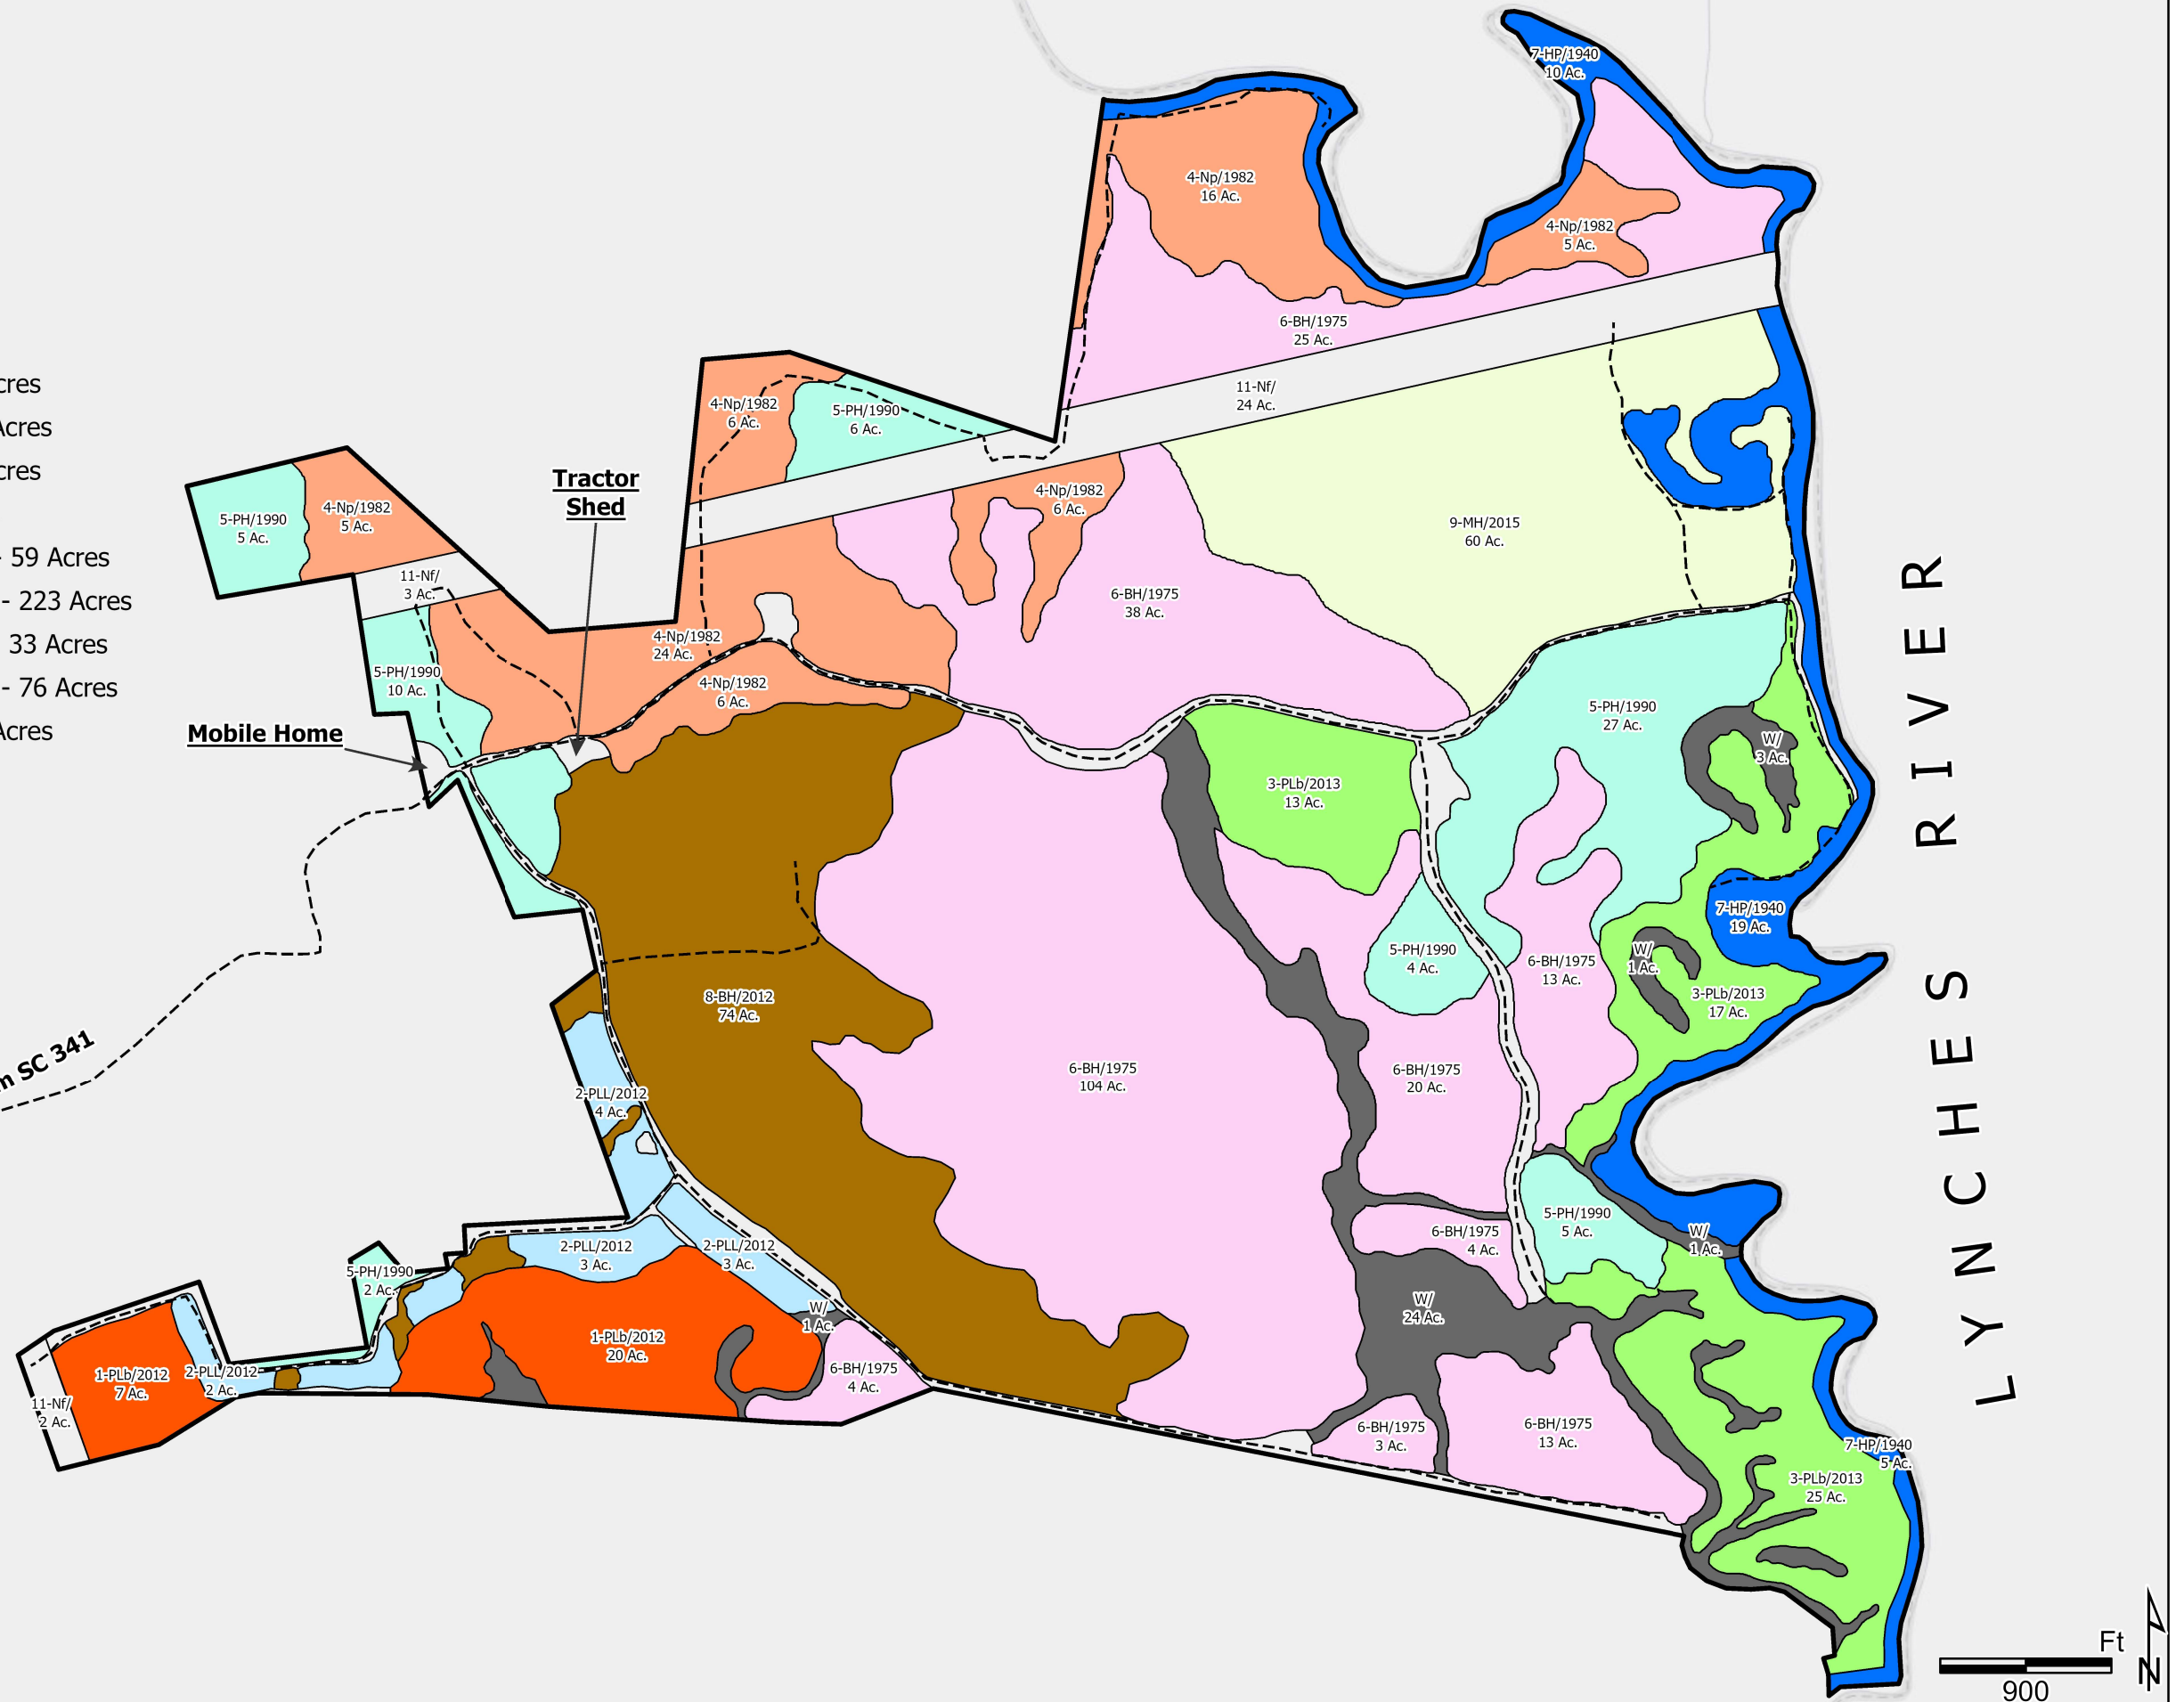 7-HP/1940
10 Ac.
4-Np/1982
16 Ac.
4-Np/1982
5 Ac.
6-BH/1975
25 Ac.
cres
Acres
cres
- 59 Acres
- 223 Acres
33 Acres
- 76 Acres
Acres
11-Nf/
24 Ac.
4-Np/1982
6 Ac.
5-PH/1990
6 Ac.
Tractor
Shed
5-PH/1990
5 Ac.
4-Np/1982
5 Ac.
4-Np/1982
6 Ac.
9-MH/2015
60 Ac.
11-Nf/
3 Ac.
6-BH/1975
38 Ac.
4-Np/1982
24 Ac.
5-PH/1990
10 Ac.
4-Np/1982
6 Ac.
Mobile Home
5-PH/1990
27 Ac.
W/
3 Ac.
3-PLb/2013
13 Ac.
7-HP/1940
19 Ac.
5-PH/1990
4 Ac.
W/
1 Ac.
6-BH/1975
13 Ac.
3-PLb/2013
17 Ac.
8-BH/2012
74 Ac.
m SC 341
6-BH/1975
104 Ac.
6-BH/1975
20 Ac.
2-PLL/2012
4 Ac.
LYNCHES RIVER
5-PH/1990
5 Ac.
6-BH/1975
4 Ac.
W/
1 Ac.
2-PLL/2012
3 Ac.
2-PLL/2012
3 Ac.
5-PH/1990
2 Ac.
W/
24 Ac.
W/
1 Ac.
1-PLb/2012
20 Ac.
1-PLb/2012
7 Ac.
2-PLL/2012
2 Ac.
6-BH/1975
4 Ac.
11-Nf/
2 Ac.
6-BH/1975
3 Ac.
6-BH/1975
13 Ac.
7-HP/1940
5 Ac.
3-PLb/2013
25 Ac.
Ft
900
N